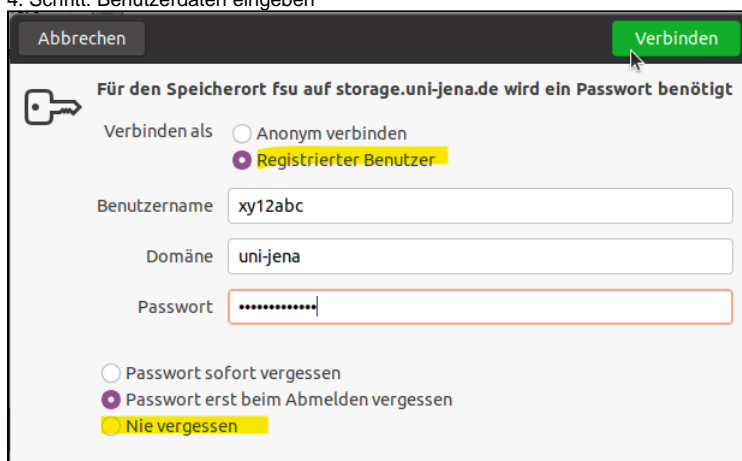 4. Schritt: Benutzerdaten eingeben
Abbrechen
Verbinden
Für den Speicherort fsu auf storage.uni-jena.de wird ein Passwort benötigt
Verbinden als
Anonym verbinden
Registrierter Benutzer
Benutzername xy12abc
Domäne uni-jena
Passwort •••••••••••••
Passwort sofort vergessen
Passwort erst beim Abmelden vergessen
Nie vergessen